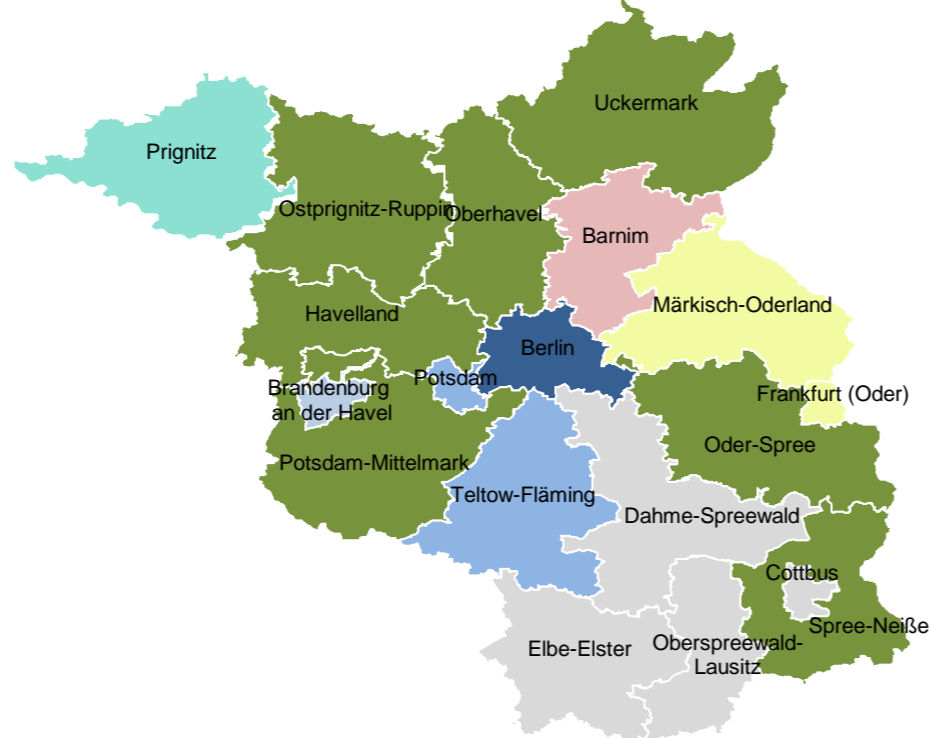 Uckermark
Prignitz
Ostprignitz-Ruppin
Oberhavel
Barnim
Havelland
Märkisch-Oderland
Berlin
Potsdam
Brandenburg
an der Havel
Frankfurt (Oder)
Oder-Spree
Potsdam-Mittelmark
Teltow-Fläming
Dahme-Spreewald
Cottbus
Spree-Neiße
Elbe-Elster
Oberspreewald-
Lausitz